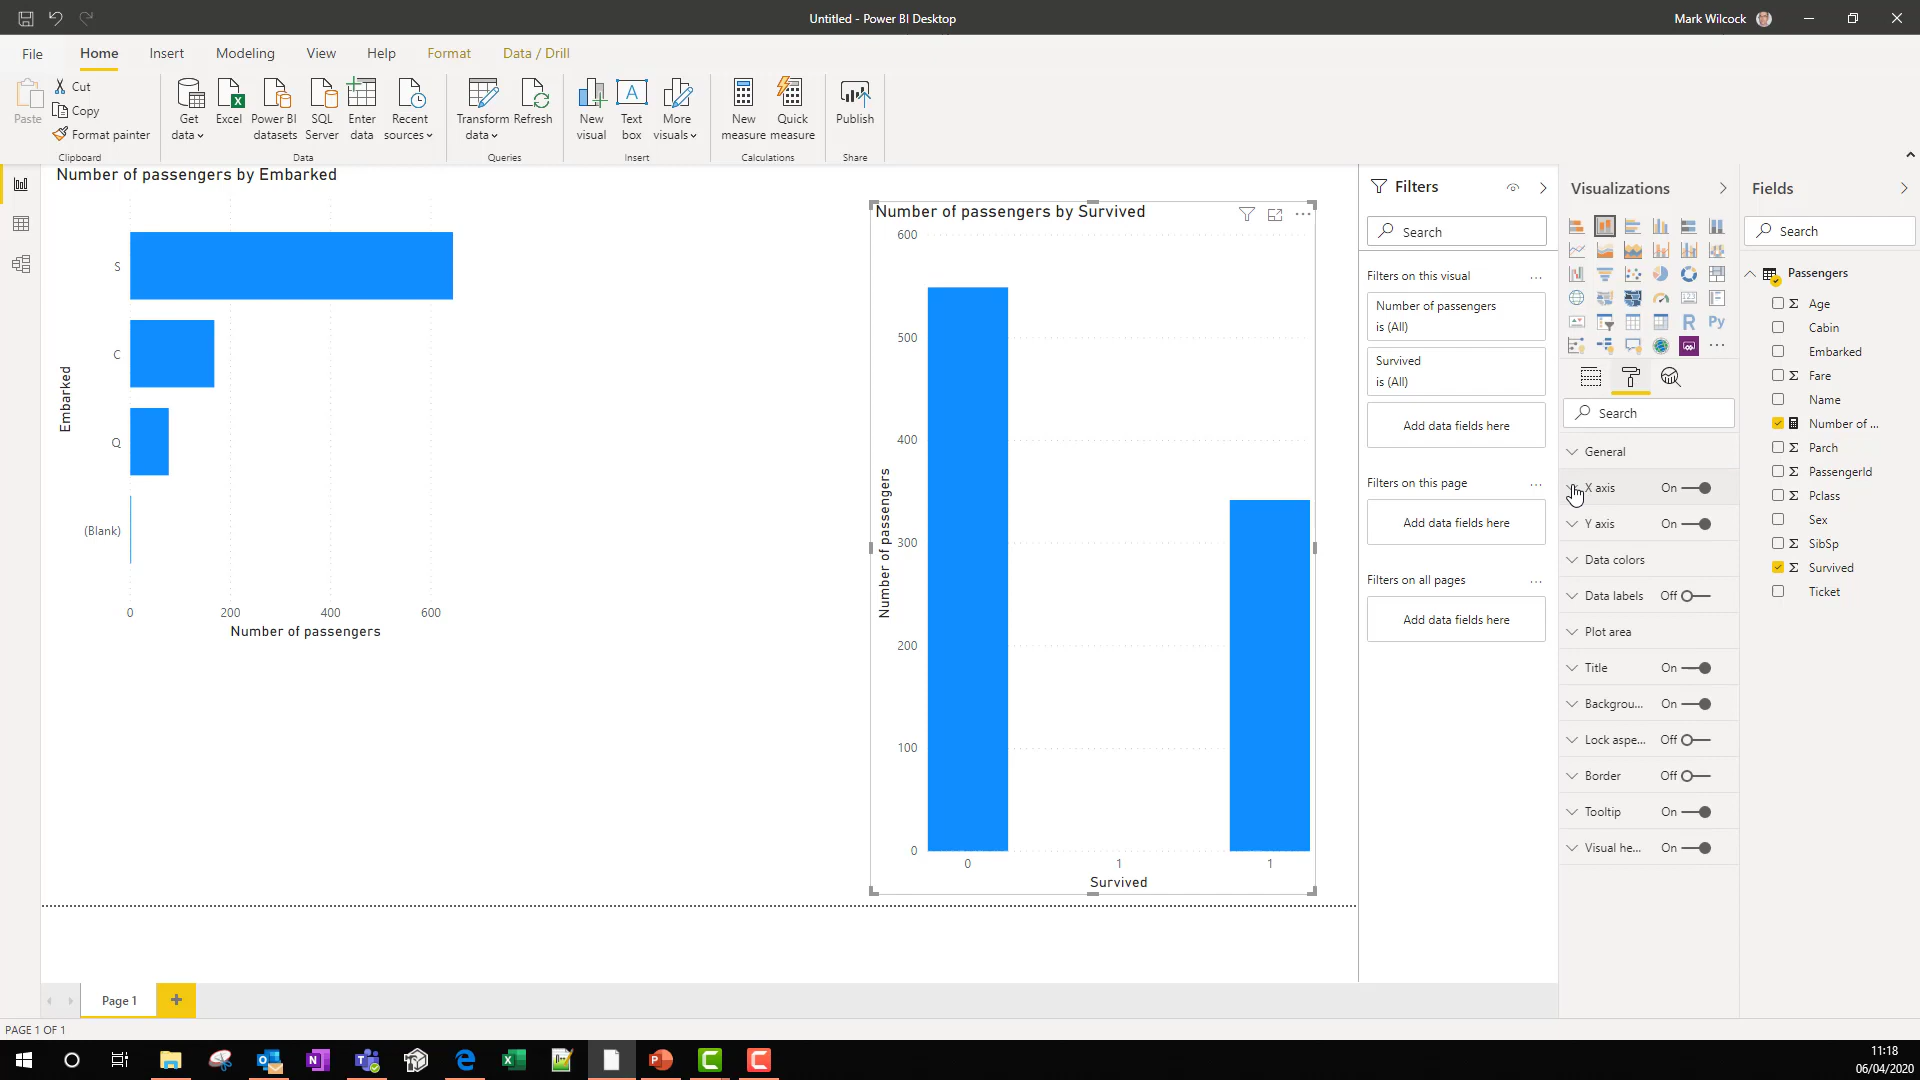 Untitled - Power BI Desktop
Mark Wilcock
File
Home
Insert
Modeling
View
Help
Format
Data / Drill
Paste
Cut
Copy
Format painter
Clipboard
Get data
Excel
Power BI datasets
SQL Server
Enter data
Recent sources
Data
Transform data
Refresh
Queries
New visual
Text box
More visuals
Insert
New measure
Quick measure
Calculations
Publish
Share
Number of passengers by Embarked
Embarked
S
C
Q
(Blank)
0
200
400
600
Number of passengers
Number of passengers by Survived
Number of passengers
600
500
400
300
200
100
0
0
1
1
Survived
Filters
Search
Filters on this visual
...
Number of passengers
is (All)
Survived
is (All)
Add data fields here
Filters on this page
...
Add data fields here
Filters on all pages
...
Add data fields here
Visualizations
R
Py
...
Search
General
X axis On
Y axis On
Data colors
Data labels Off
Plot area
Title On
Backgrou... On
Lock aspe... Off
Border Off
Tooltip On
Visual he... On
Fields
Search
Passengers
Age
Cabin
Embarked
Fare
Name
Number of ...
Parch
PassengerId
Pclass
Sex
SibSp
Survived
Ticket
Page 1
PAGE 1 OF 1
11:18
06/04/2020